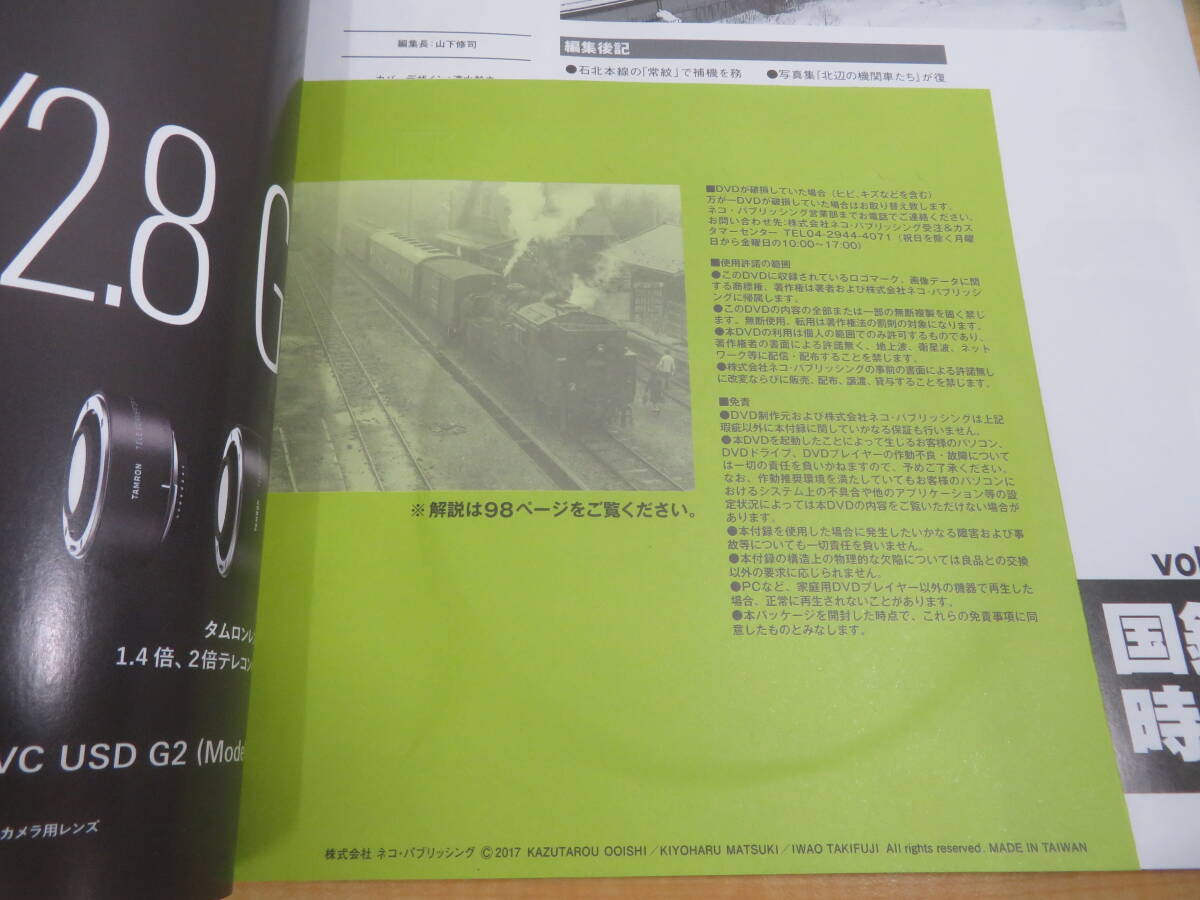 /2.8 G
TAMRON
タムロンレ
1.4倍、2倍テレコン
VC USD G2 (Mode
カメラ用レンズ
編集長：山下修司
編集後記
●石北本線の「常紋」で補機を務
●写真集「北辺の機関車たち」が復
■DVDが破損していた場合（ヒビ、キズなどを含む）
万が一DVDが破損していた場合はお取り替え致します。
ネコ・パブリッシング営業部までお電話でご連絡ください。
お問い合わせ先：株式会社ネコ・パブリッシング受注&カス
タマーセンター TEL04-2944-4071（祝日を除く月曜
日から金曜日の10:00～17:00）
■使用許諾の範囲
●このDVDに収録されているロゴマーク、画像データに関
する商標権、著作権は著者および株式会社ネコ・パブリッシ
ングに帰属します。
●このDVDの内容の全部または一部の無断複製を固く禁じ
ます。無断使用、転用は著作権法の罰則の対象になります。
●本DVDの利用は個人の範囲でのみ許可するものであり、
著作権者の書面による許諾無く、地上波、衛星波、ネット
ワーク等に配信・配布することを禁じます。
●株式会社ネコ・パブリッシングの事前の書面による許諾無し
に改変ならびに販売、配布、譲渡、貸与することを禁じます。
■免責
●DVD制作元および株式会社ネコ・パブリッシングは上記
瑕疵以外に本付録に関していかなる保証も行いません。
●本DVDを起動したことによって生じるお客様のパソコン、
DVDドライブ、DVDプレイヤーの作動不良・故障について
は一切の責任を負いかねますので、予めご了承ください。
なお、作動推奨環境を満たしていてもお客様のパソコンに
おけるシステム上の不具合や他のアプリケーション等の設
定状況によっては本DVDの内容をご覧いただけない場合が
あります。
●本付録を使用した場合に発生したいかなる障害および事
故等についても一切責任を負いません。
●本付録の構造上の物理的な欠陥については良品との交換
以外の要求に応じられません。
●PCなど、家庭用DVDプレイヤー以外の機器で再生した
場合、正常に再生されないことがあります。
●本パッケージを開封した時点で、これらの免責事項に同
意したものとみなします。
※解説は98ページをご覧ください。
株式会社 ネコ・パブリッシング ©2017 KAZUTAROU OOISHI／KIYOHARU MATSUKI／IWAO TAKIFUJI All rights reserved. MADE IN TAIWAN
vol
国鉄
時